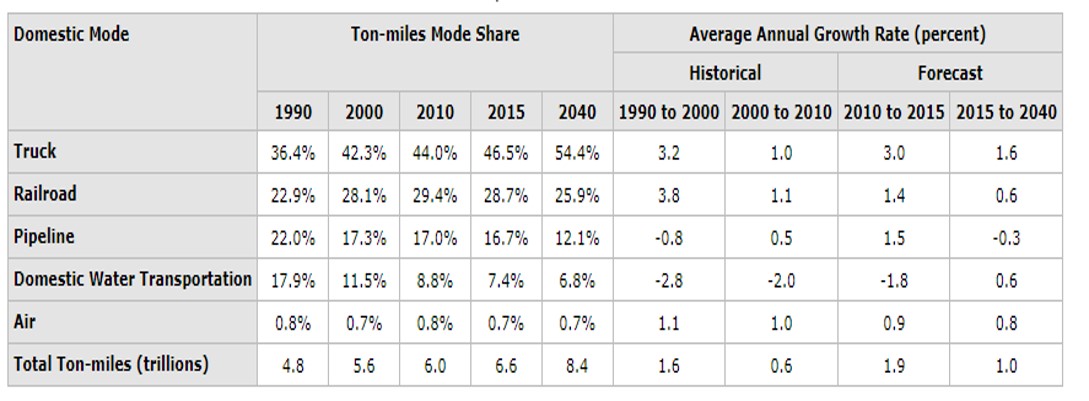 Domestic Mode Ton-miles Mode Share Average Annual Growth Rate (percent)
Historical Forecast
1990 2000 2010 2015 2040 1990 to 2000 2000 to 2010 2010 to 2015 2015 to 2040
Truck 36.4% 42.3% 44.0% 46.5% 54.4% 3.2 1.0 3.0 1.6
Railroad 22.9% 28.1% 29.4% 28.7% 25.9% 3.8 1.1 1.4 0.6
Pipeline 22.0% 17.3% 17.0% 16.7% 12.1% -0.8 0.5 1.5 -0.3
Domestic Water Transportation 17.9% 11.5% 8.8% 7.4% 6.8% -2.8 -2.0 -1.8 0.6
Air 0.8% 0.7% 0.8% 0.7% 0.7% 1.1 1.0 0.9 0.8
Total Ton-miles (trillions) 4.8 5.6 6.0 6.6 8.4 1.6 0.6 1.9 1.0